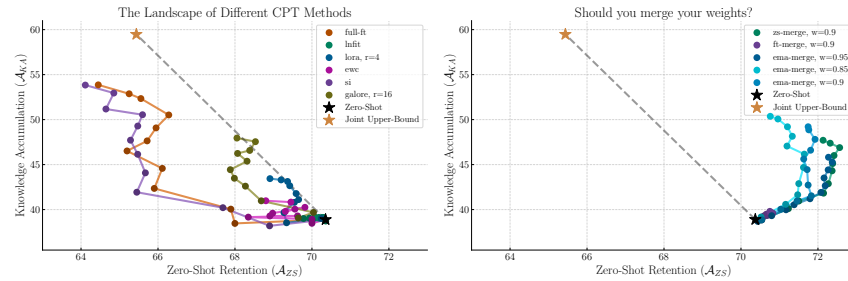 The Landscape of Different CPT Methods
Knowledge Accumulation (A_KA)
60
55
50
45
40
64
66
68
70
72
Zero-Shot Retention (A_ZS)
full-ft
lnfit
lora, r=4
ewc
si
galore, r=16
Zero-Shot
Joint Upper-Bound
Should you merge your weights?
Knowledge Accumulation (A_KA)
60
55
50
45
40
64
66
68
70
72
Zero-Shot Retention (A_ZS)
zs-merge, w=0.9
ft-merge, w=0.9
ema-merge, w=0.95
ema-merge, w=0.85
ema-merge, w=0.9
Zero-Shot
Joint Upper-Bound